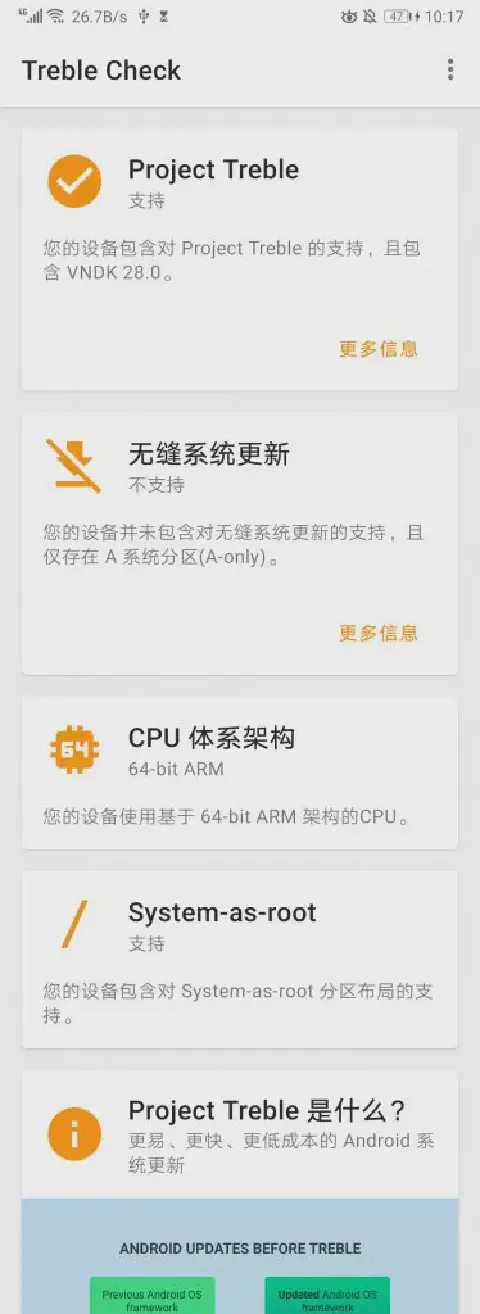 4G 26.7B/s 47 10:17
Treble Check
Project Treble
支持
您的设备包含对 Project Treble 的支持，且包
含 VNDK 28.0。
更多信息
无缝系统更新
不支持
您的设备并未包含对无缝系统更新的支持，且
仅存在 A 系统分区(A-only)。
更多信息
64
CPU 体系架构
64-bit ARM
您的设备使用基于 64-bit ARM 架构的CPU。
System-as-root
支持
您的设备包含对 System-as-root 分区布局的支
持。
Project Treble 是什么？
更易、更快、更低成本的 Android 系
统更新
ANDROID UPDATES BEFORE TREBLE
Previous Android OS
framework
Updated Android OS
framework